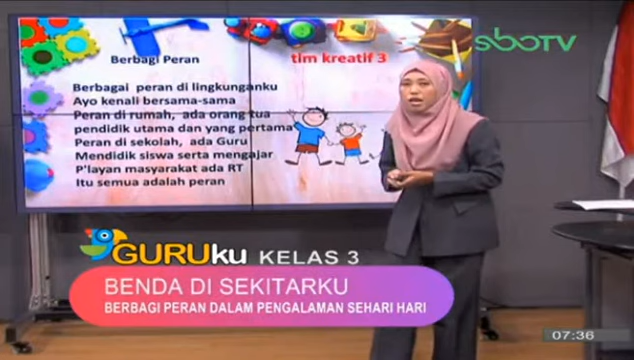 sboTV
Berbagi Peran
tim kreatif 3
Berbagai peran di lingkunganku
Ayo kenali bersama-sama
Peran di rumah, ada orang tua
pendidik utama dan yang pertama
Peran di sekolah, ada Guru
Mendidik siswa serta mengajar
P'layan masyarakat ada RT
Itu semua adalah peran
GURUku KELAS 3
BENDA DI SEKITARKU
BERBAGI PERAN DALAM PENGALAMAN SEHARI HARI
07:36